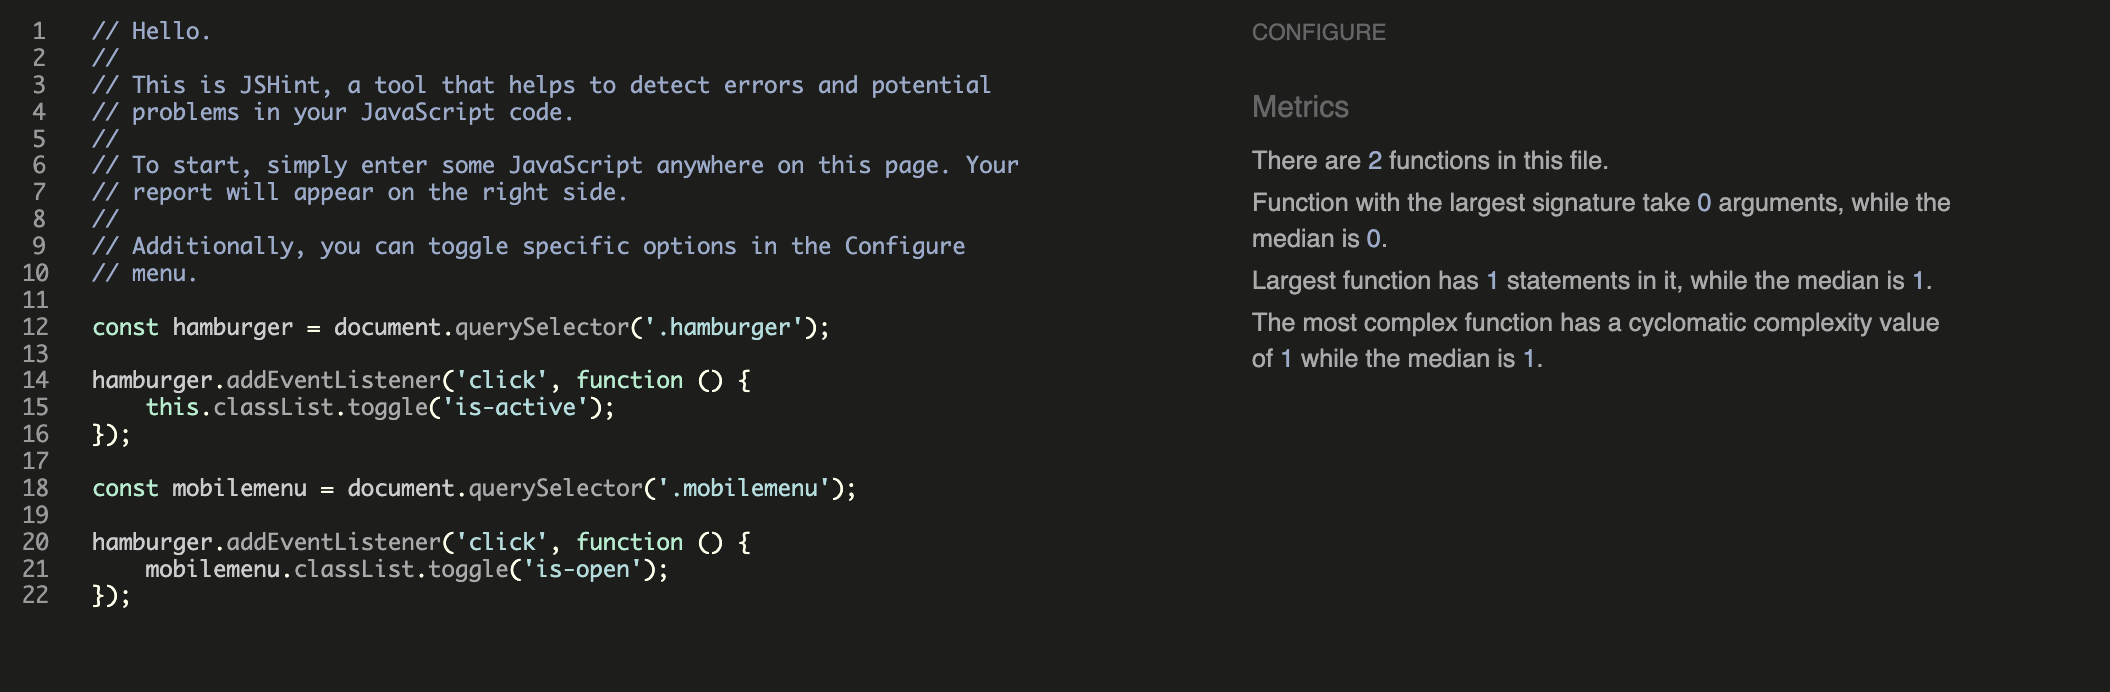 1 // Hello.
2 //
3 // This is JSHint, a tool that helps to detect errors and potential
4 // problems in your JavaScript code.
5 //
6 // To start, simply enter some JavaScript anywhere on this page. Your
7 // report will appear on the right side.
8 //
9 // Additionally, you can toggle specific options in the Configure
10 // menu.
11
12 const hamburger = document.querySelector('.hamburger');
13
14 hamburger.addEventListener('click', function () {
15     this.classList.toggle('is-active');
16 });
17
18 const mobilemenu = document.querySelector('.mobilemenu');
19
20 hamburger.addEventListener('click', function () {
21     mobilemenu.classList.toggle('is-open');
22 });
CONFIGURE
Metrics
There are 2 functions in this file.
Function with the largest signature take 0 arguments, while the
median is 0.
Largest function has 1 statements in it, while the median is 1.
The most complex function has a cyclomatic complexity value
of 1 while the median is 1.